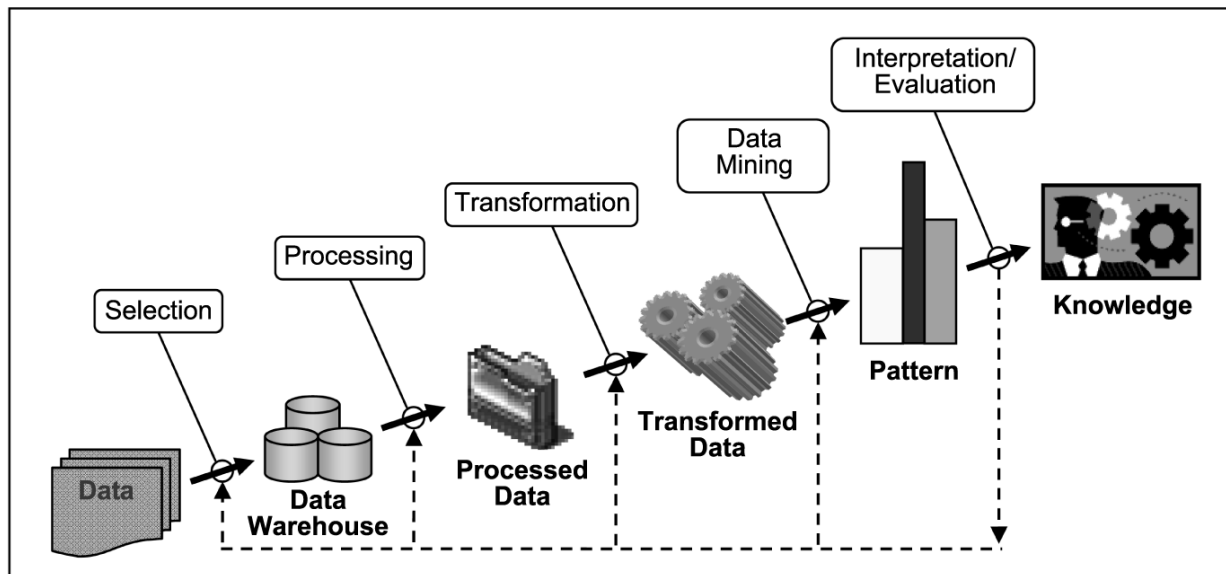 Interpretation/
Evaluation
Data
Mining
Transformation
Processing
Selection
Knowledge
Pattern
Transformed
Data
Processed
Data
Data
Warehouse
Data